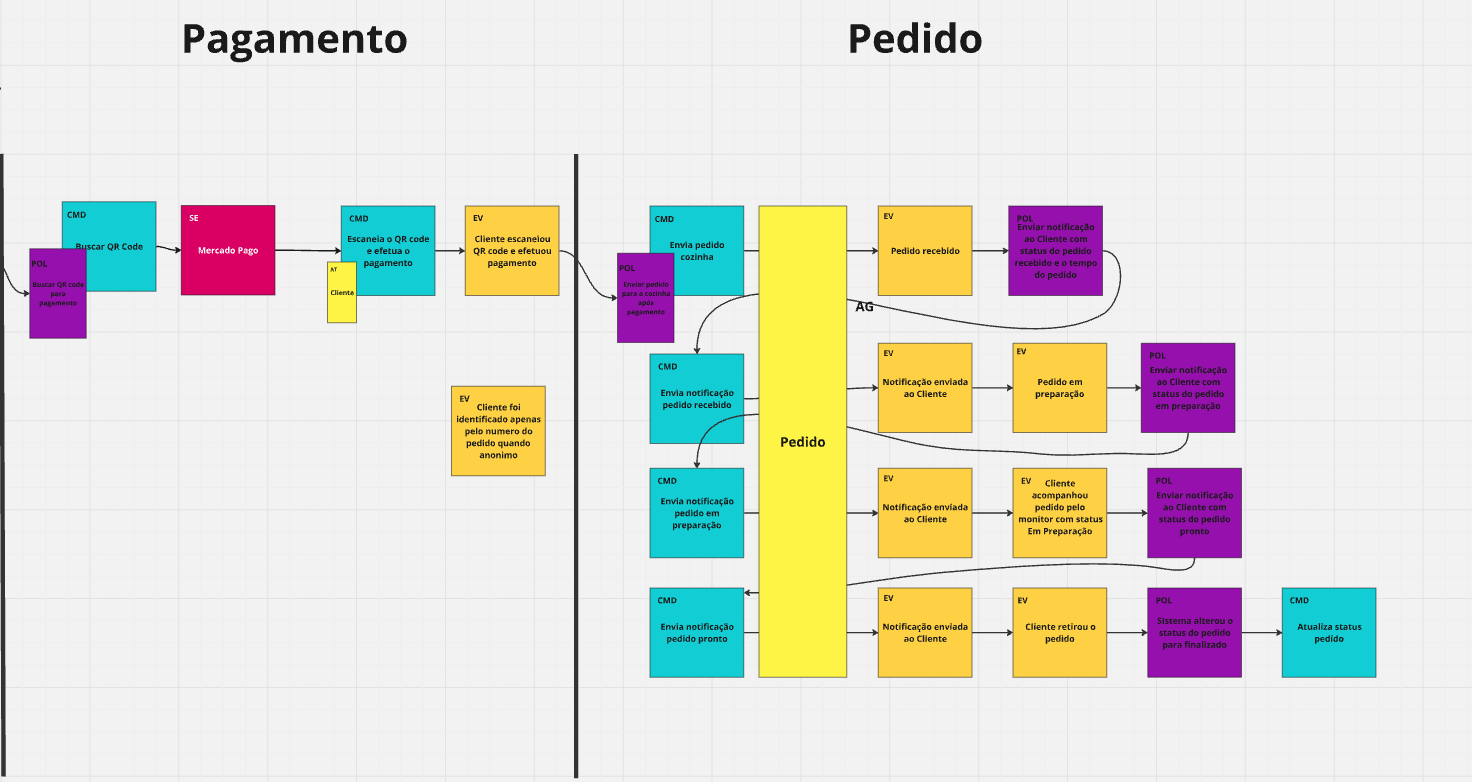 Pagamento
Pedido
CMD
Buscar QR Code
POL
Buscar QR code
para
pagamento
SE
Mercado Pago
CMD
Escaneia o QR code
e efetua o
pagamento
AT
Cliente
EV
Cliente escaneiou
QR code e efetuou
pagamento
EV
Cliente foi
identificado apenas
pelo numero do
pedido quando
anonimo
CMD
Envia pedido
cozinha
POL
Enviar pedido
para a cozinha
após
pagamento
Pedido
AG
EV
Pedido recebido
POL
Enviar notificação
ao Cliente com
status do pedido
recebido e o tempo
do pedido
CMD
Envia notificação
pedido recebido
EV
Notificação enviada
ao Cliente
EV
Pedido em
preparação
POL
Enviar notificação
ao Cliente com
status do pedido
em preparação
CMD
Envia notificação
pedido em
preparação
EV
Notificação enviada
ao Cliente
EV
Cliente
acompanhou
pedido pelo
monitor com status
Em Preparação
POL
Enviar notificação
ao Cliente com
status do pedido
pronto
CMD
Envia notificação
pedido pronto
EV
Notificação enviada
ao Cliente
EV
Cliente retirou o
pedido
POL
Sistema alterou o
status do pedido
para finalizado
CMD
Atualiza status
pedido